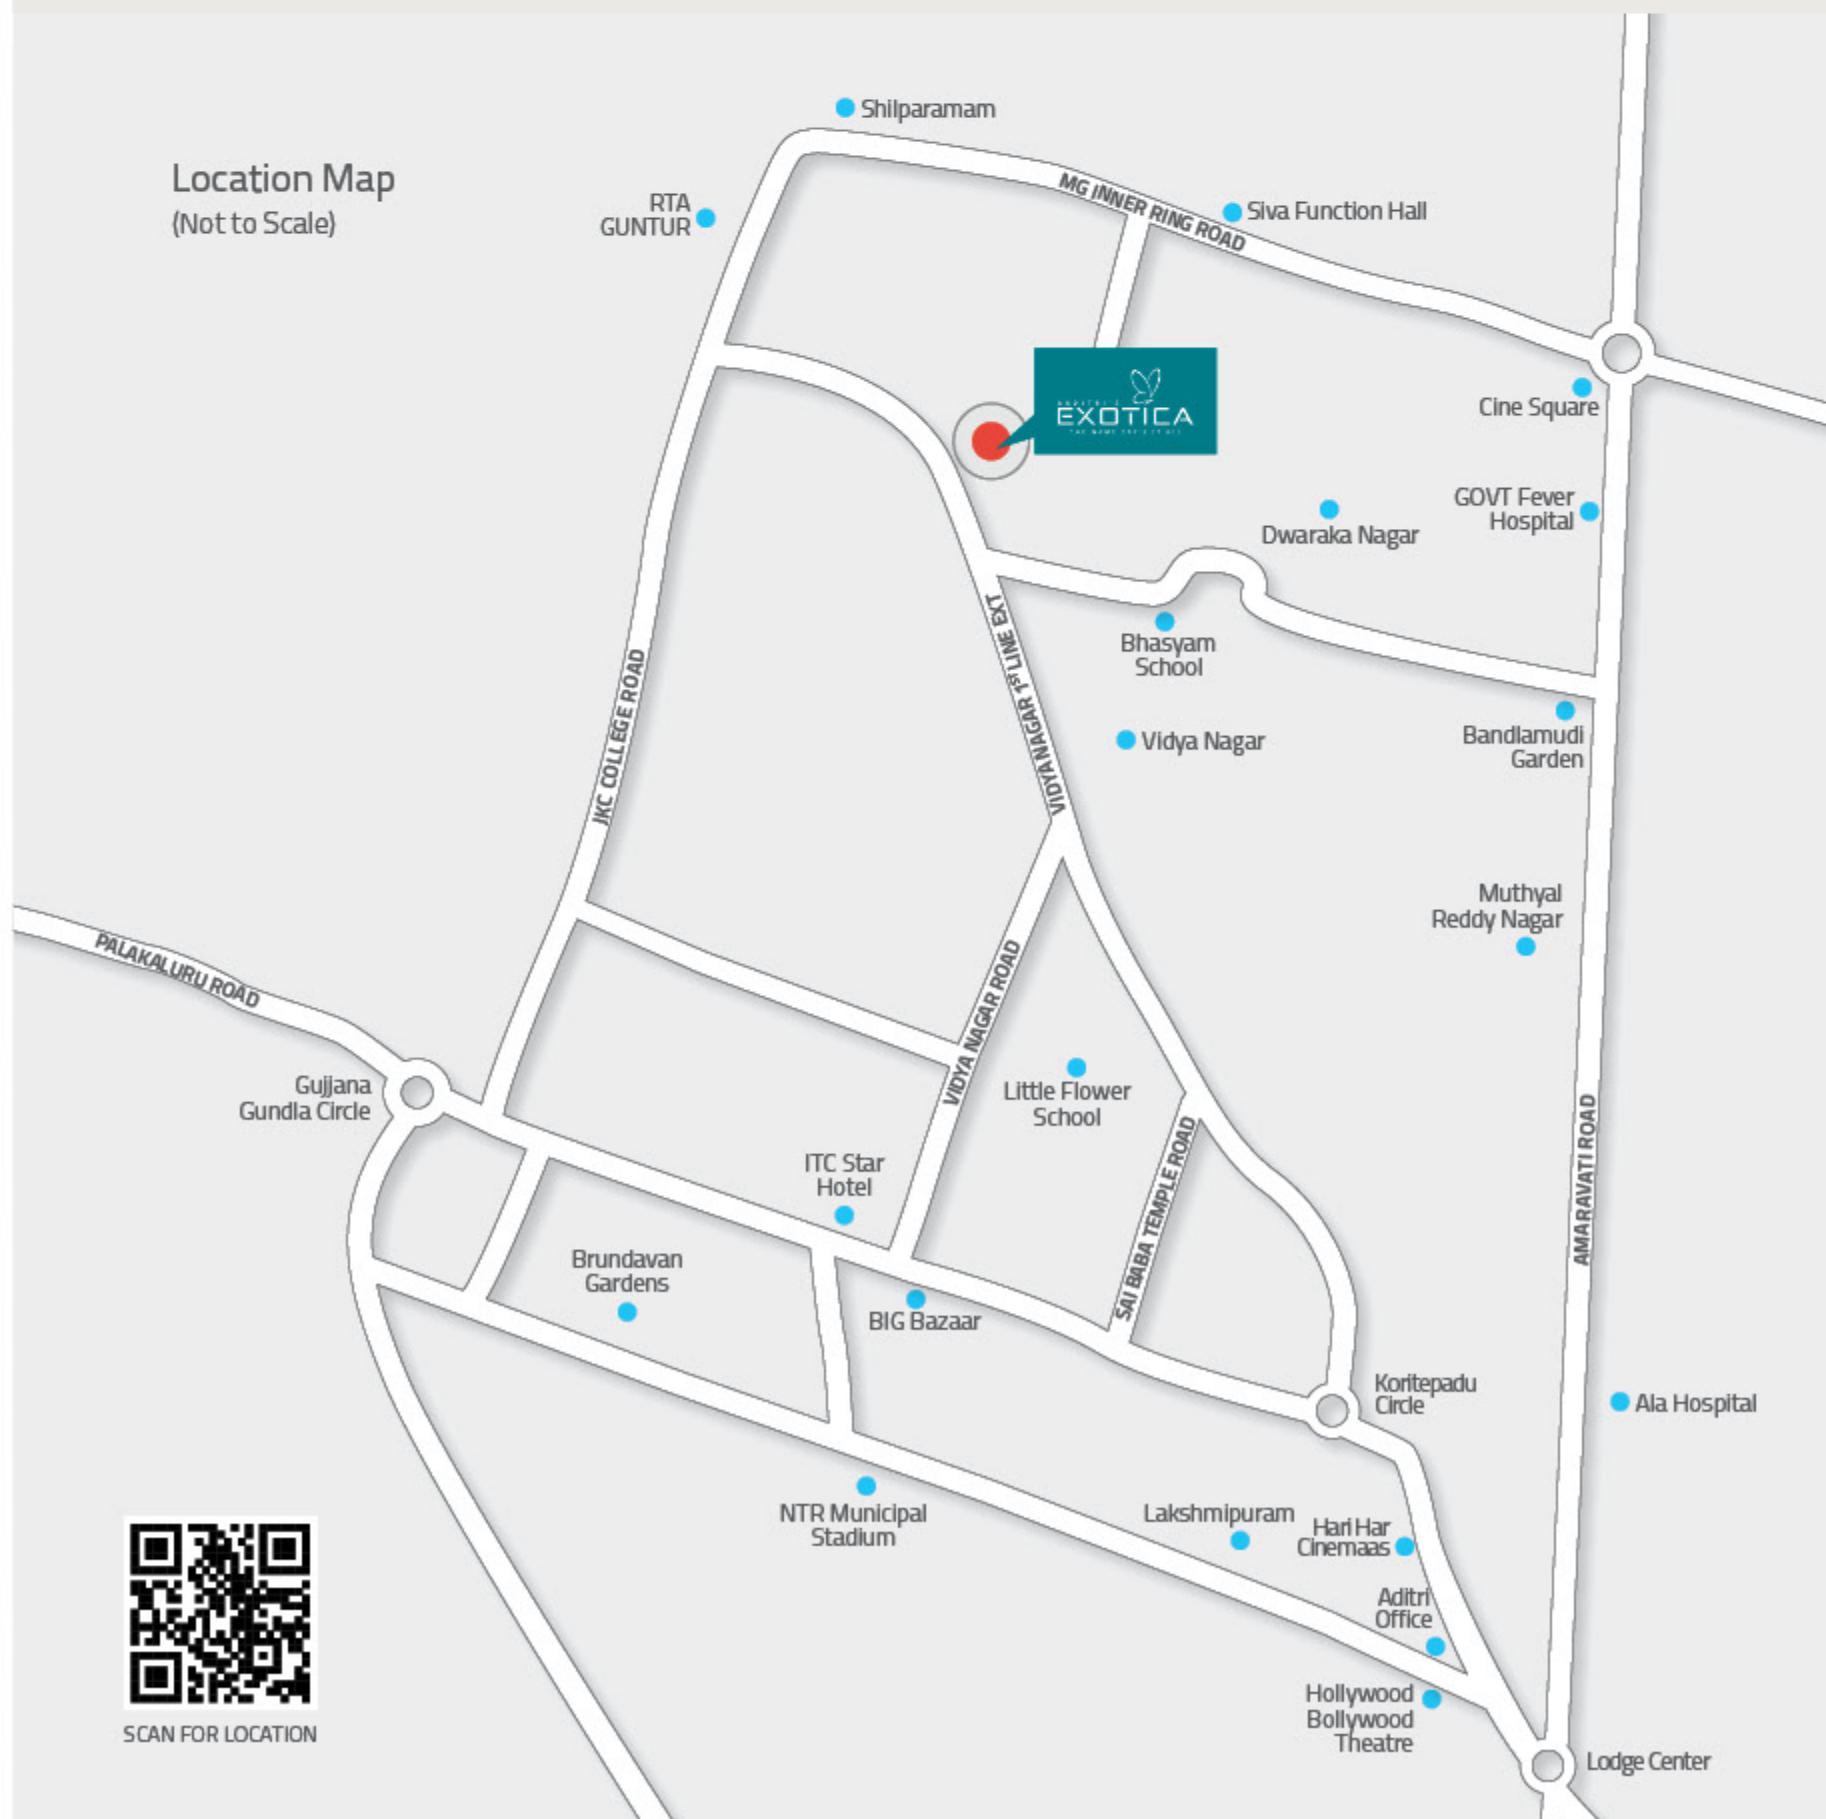 Shilparamam
Location Map
(Not to Scale)
RTA
GUNTUR
MG INNER RING ROAD
Siva Function Hall
EXOTICA
Cine Square
GOVT Fever
Hospital
Dwaraka Nagar
VIDYANAGAR 1st LINE EXT
Bhasyam
School
JKC COLLEGE ROAD
Vidya Nagar
Bandlamudi
Garden
Muthyal
Reddy Nagar
PALAKALURU ROAD
VIDYA NAGAR ROAD
Gujjana
Gundla Circle
Little Flower
School
AMARAVATI ROAD
SAI BABA TEMPLE ROAD
ITC Star
Hotel
Brundavan
Gardens
BIG Bazaar
Koritepadu
Circle
Ala Hospital
NTR Municipal
Stadium
Lakshmipuram
Hari Har
Cinemaas
Aditri
Office
Hollywood
Bollywood
Theatre
SCAN FOR LOCATION
Lodge Center